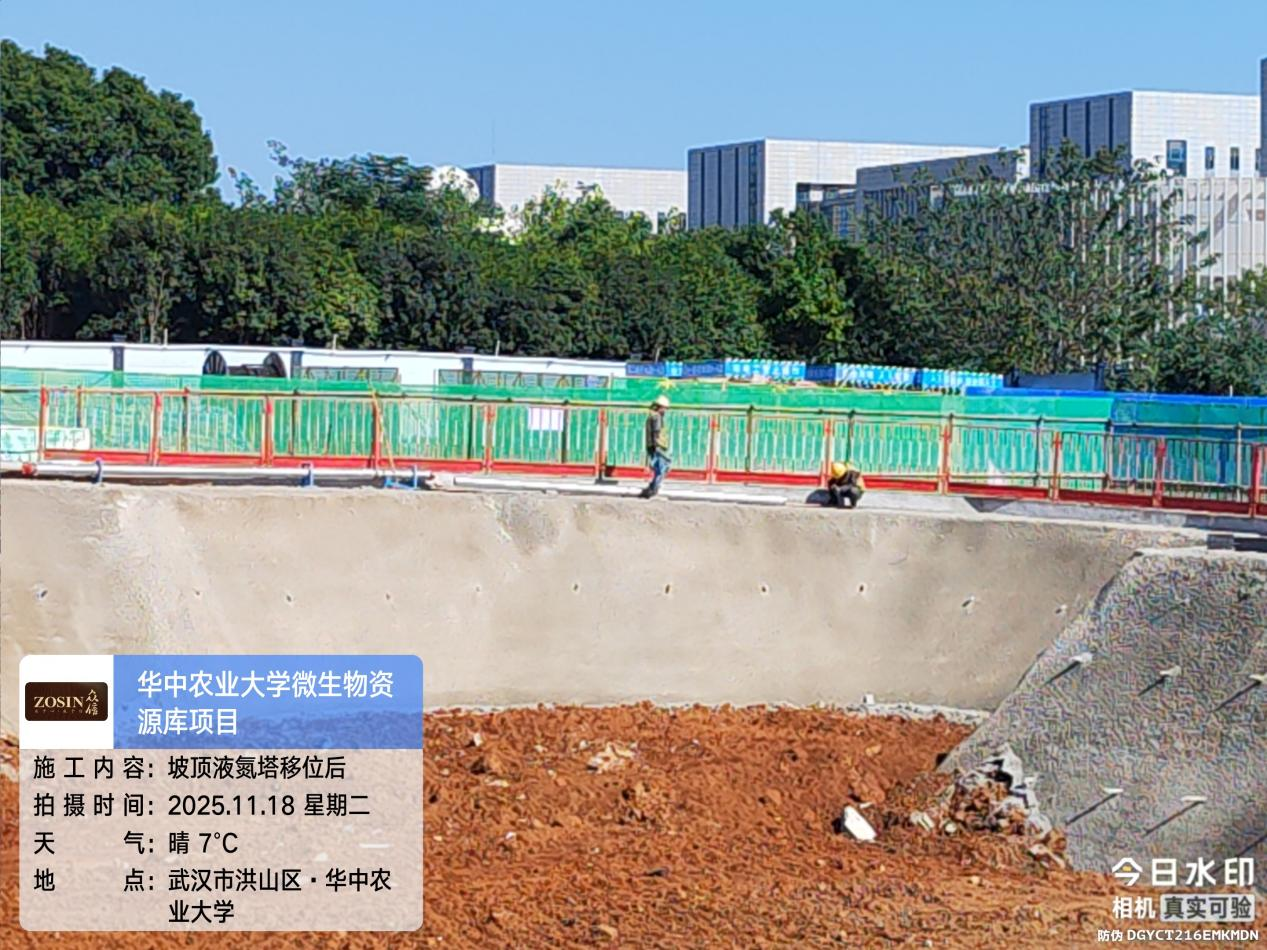 华中农业大学微生物资
源库项目
ZOSIN 众信
施工内容：坡顶液氮塔移位后
拍摄时间：2025.11.18 星期二
天气：晴 7°C
地点：武汉市洪山区·华中农
业大学
今日水印
相机 真实可验
防伪 DGYCT216EMKMDN